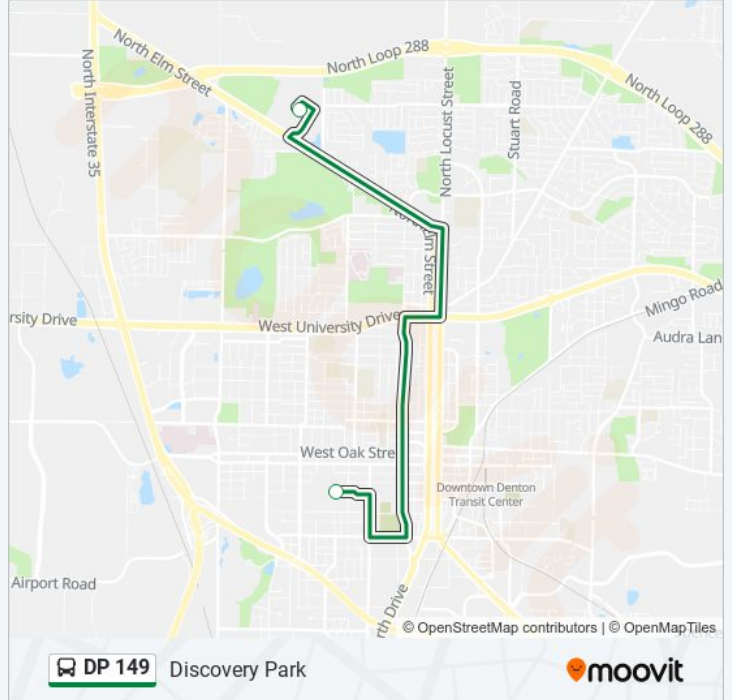 North Elm Street
North Loop 288
North Interstate 35
North Locust Street
Stuart Road
North Loop 288
Elm Street
Mingo Road
rsity Drive
West University Drive
Audra Lan
West Oak Stre
Downtown Denton
Transit Center
Airport Road
rth Drive
© OpenStreetMap contributors | © OpenMapTiles
DP 149
Discovery Park
moovit